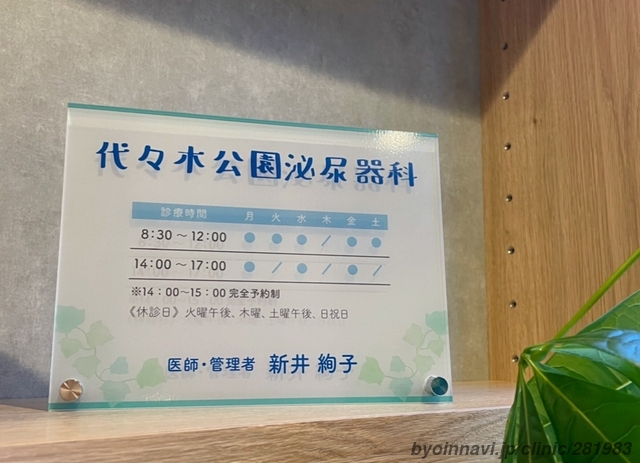 代々木公園泌尿器科
診療時間 月 火 水 木 金 土
8:30 〜 12:00 ● ● ● / ● ●
14:00 〜 17:00 ● / ● / ● /
※14：00〜15：00 完全予約制
《休診日》火曜午後、木曜、土曜午後、日祝日
医師・管理者 新井 絢子
byoinnavi.jp/clinic/281983